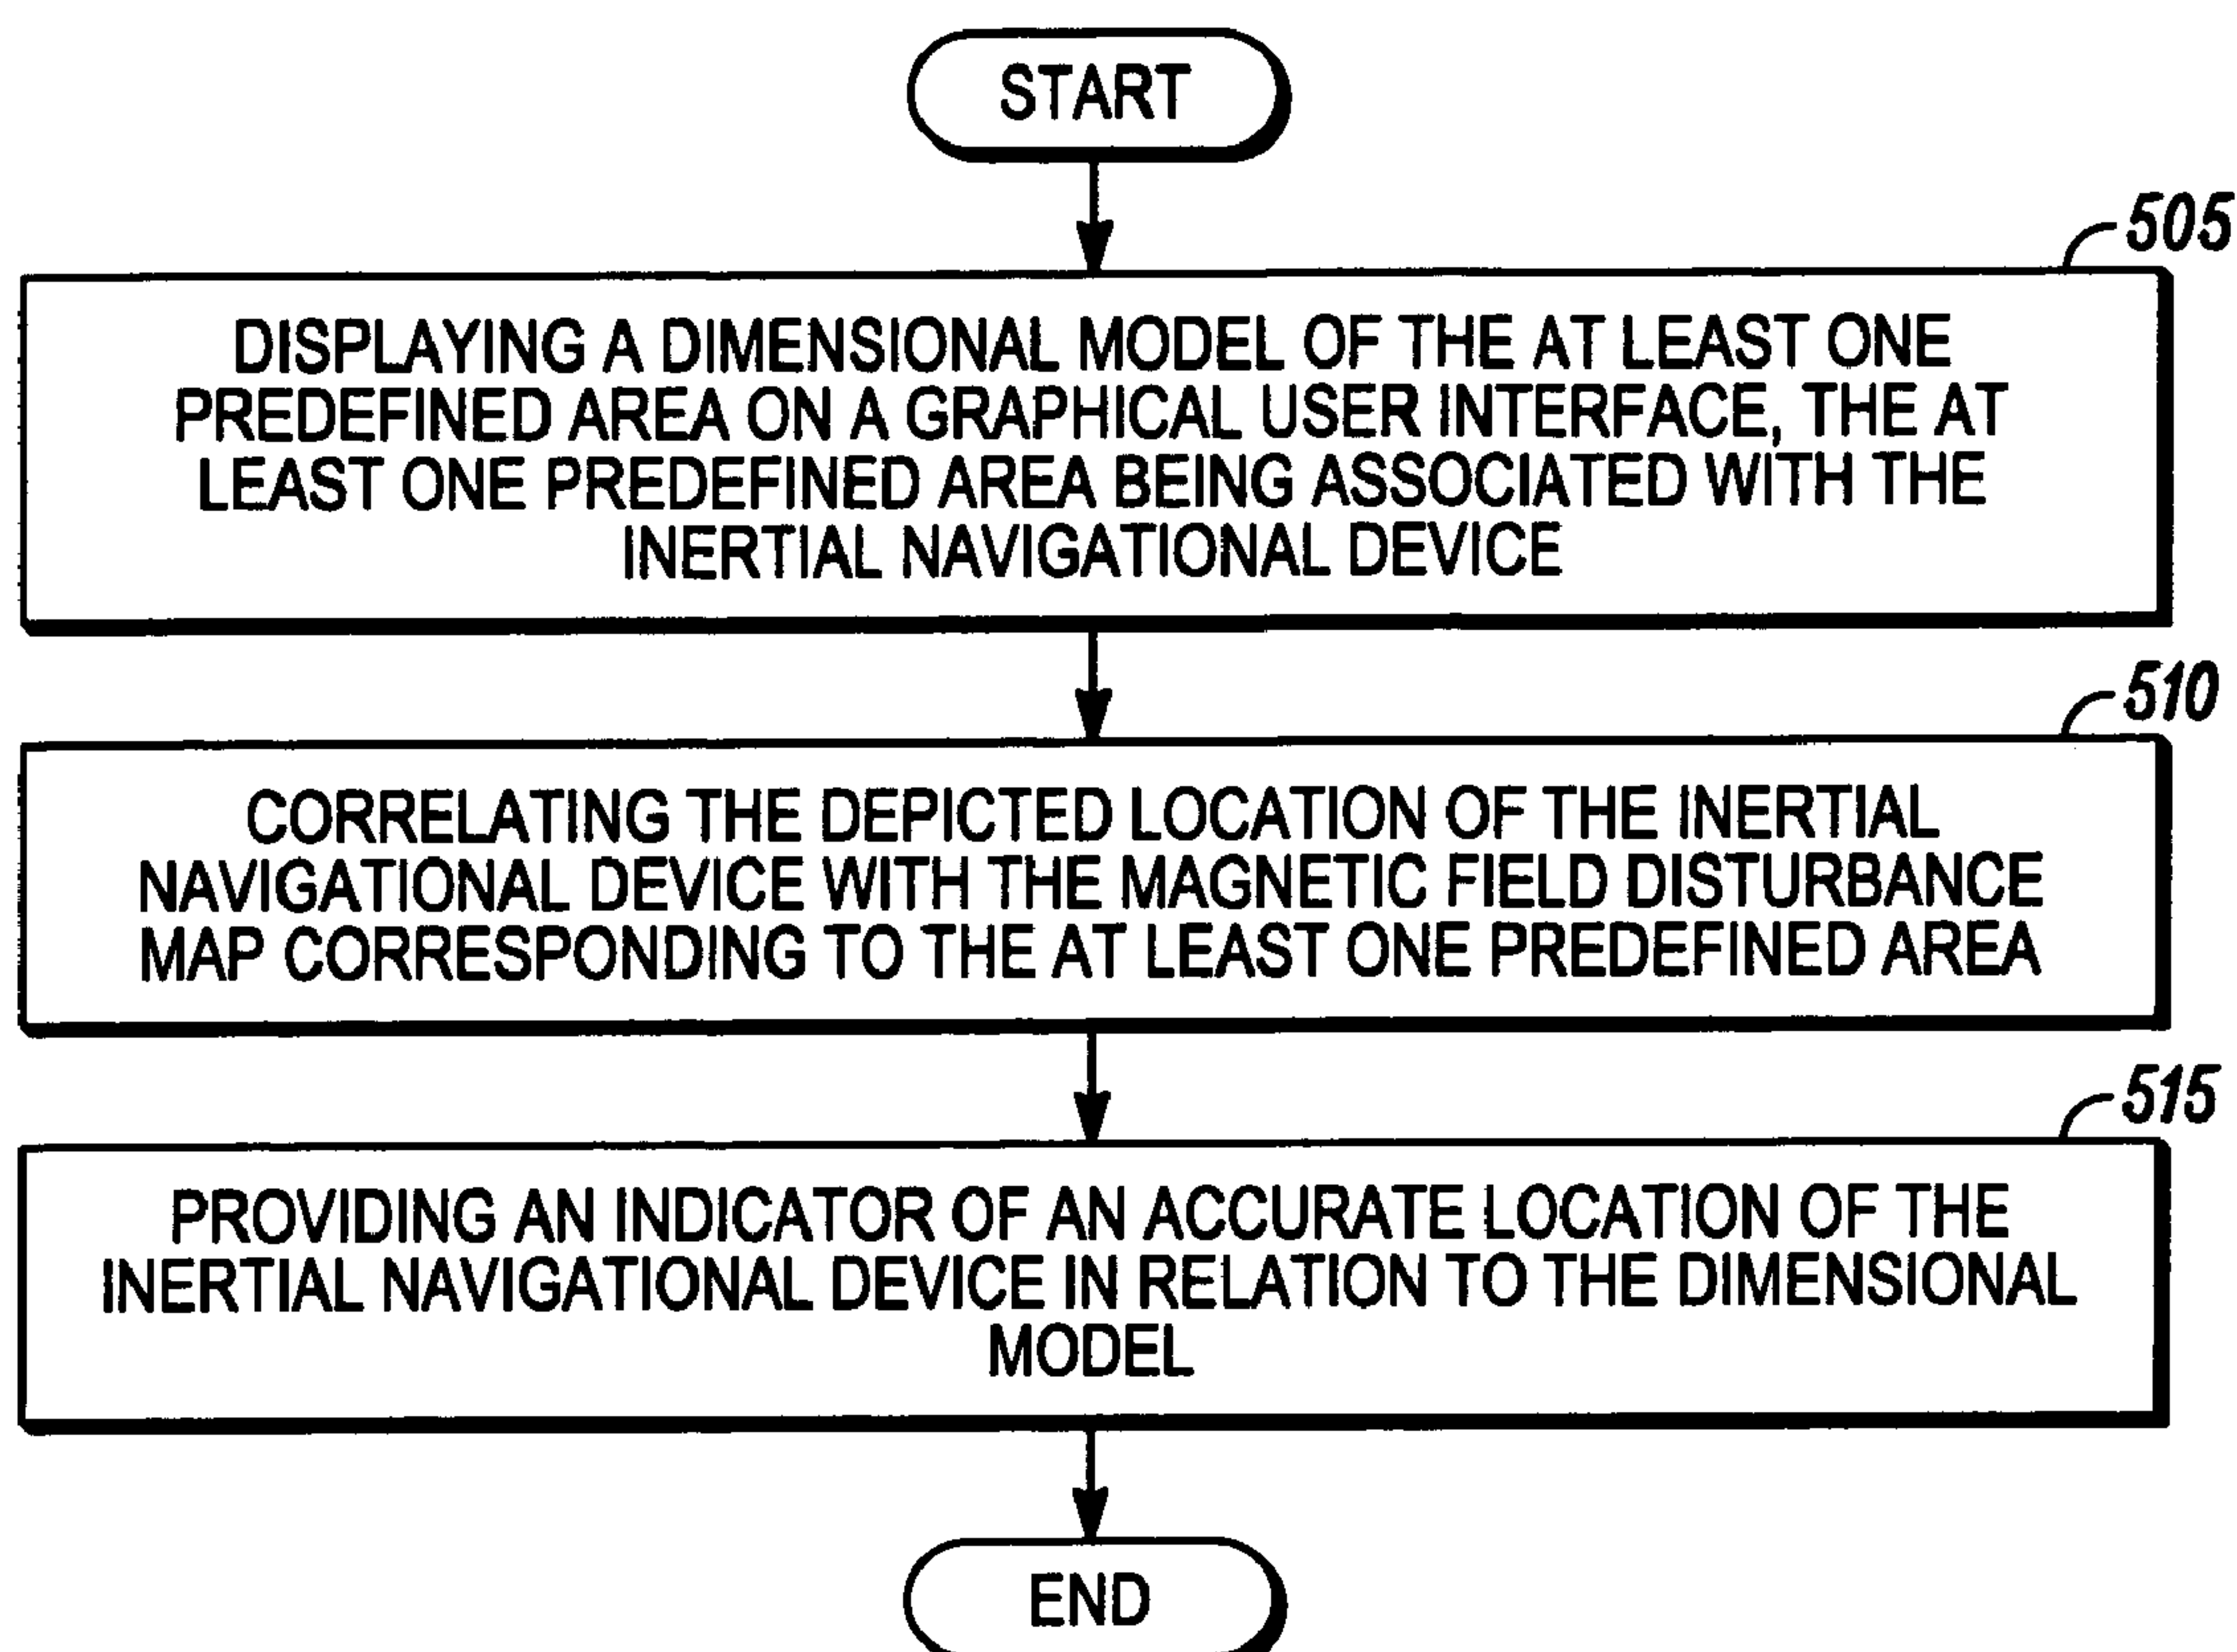 START
505
DISPLAYING A DIMENSIONAL MODEL OF THE AT LEAST ONE
PREDEFINED AREA ON A GRAPHICAL USER INTERFACE, THE AT
LEAST ONE PREDEFINED AREA BEING ASSOCIATED WITH THE
INERTIAL NAVIGATIONAL DEVICE
510
CORRELATING THE DEPICTED LOCATION OF THE INERTIAL
NAVIGATIONAL DEVICE WITH THE MAGNETIC FIELD DISTURBANCE
MAP CORRESPONDING TO THE AT LEAST ONE PREDEFINED AREA
515
PROVIDING AN INDICATOR OF AN ACCURATE LOCATION OF THE
INERTIAL NAVIGATIONAL DEVICE IN RELATION TO THE DIMENSIONAL
MODEL
END